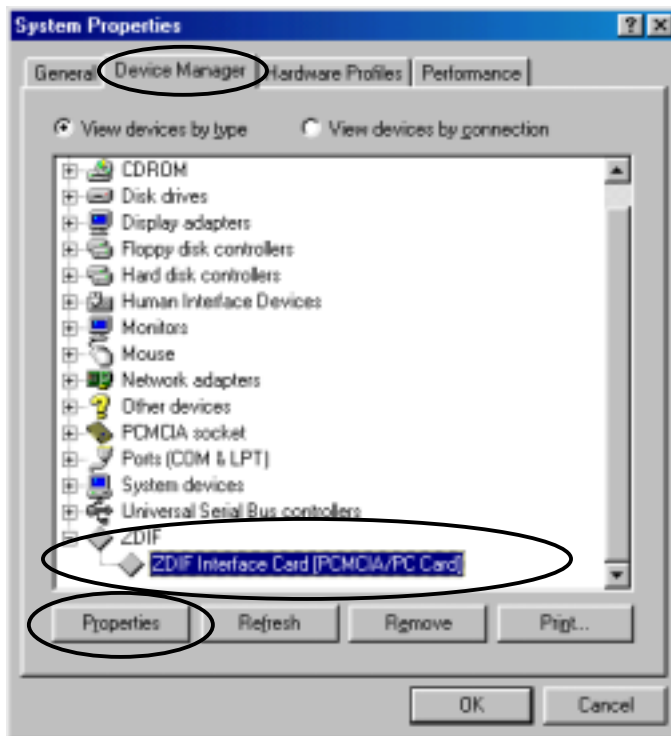 System Properties
General Device Manager Hardware Profiles Performance
View devices by type View devices by connection
CDROM
Disk drives
Display adapters
Floppy disk controllers
Hard disk controllers
Human Interface Devices
Monitors
Mouse
Network adapters
Other devices
PCMCIA socket
Ports (COM & LPT)
System devices
Universal Serial Bus controllers
ZDIF
ZDIF Interface Card [PCMCIA/PC Card]
Properties Refresh Remove Print...
OK Cancel